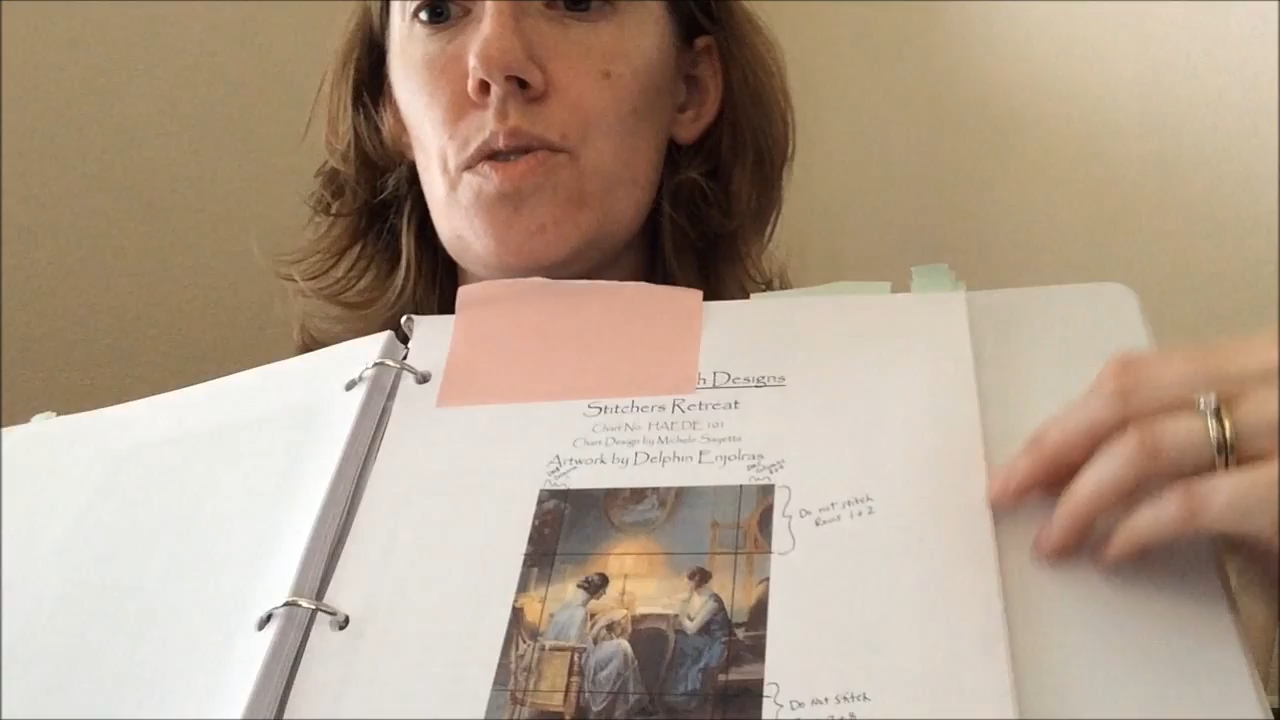 h Designs
Stitchers Retreat
Chart No. HAEDE 101
Chart Design by Michele Sayetta
Artwork by Delphin Enjolras
Do not stitch
Rows 1 + 2
Do Not Stitch